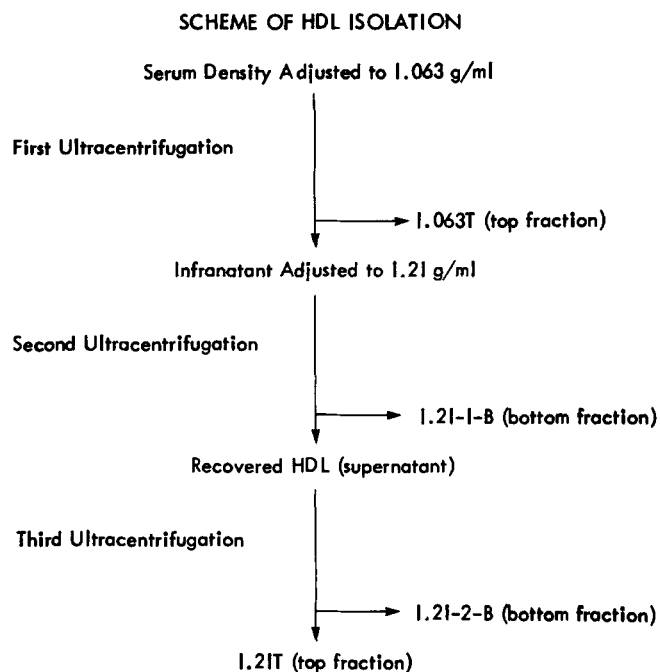 SCHEME OF HDL ISOLATION
Serum Density Adjusted to 1.063 g/ml
First Ultracentrifugation
1.063T (top fraction)
Infranatant Adjusted to 1.21 g/ml
Second Ultracentrifugation
1.21-1-B (bottom fraction)
Recovered HDL (supernatant)
Third Ultracentrifugation
1.21-2-B (bottom fraction)
1.21T (top fraction)